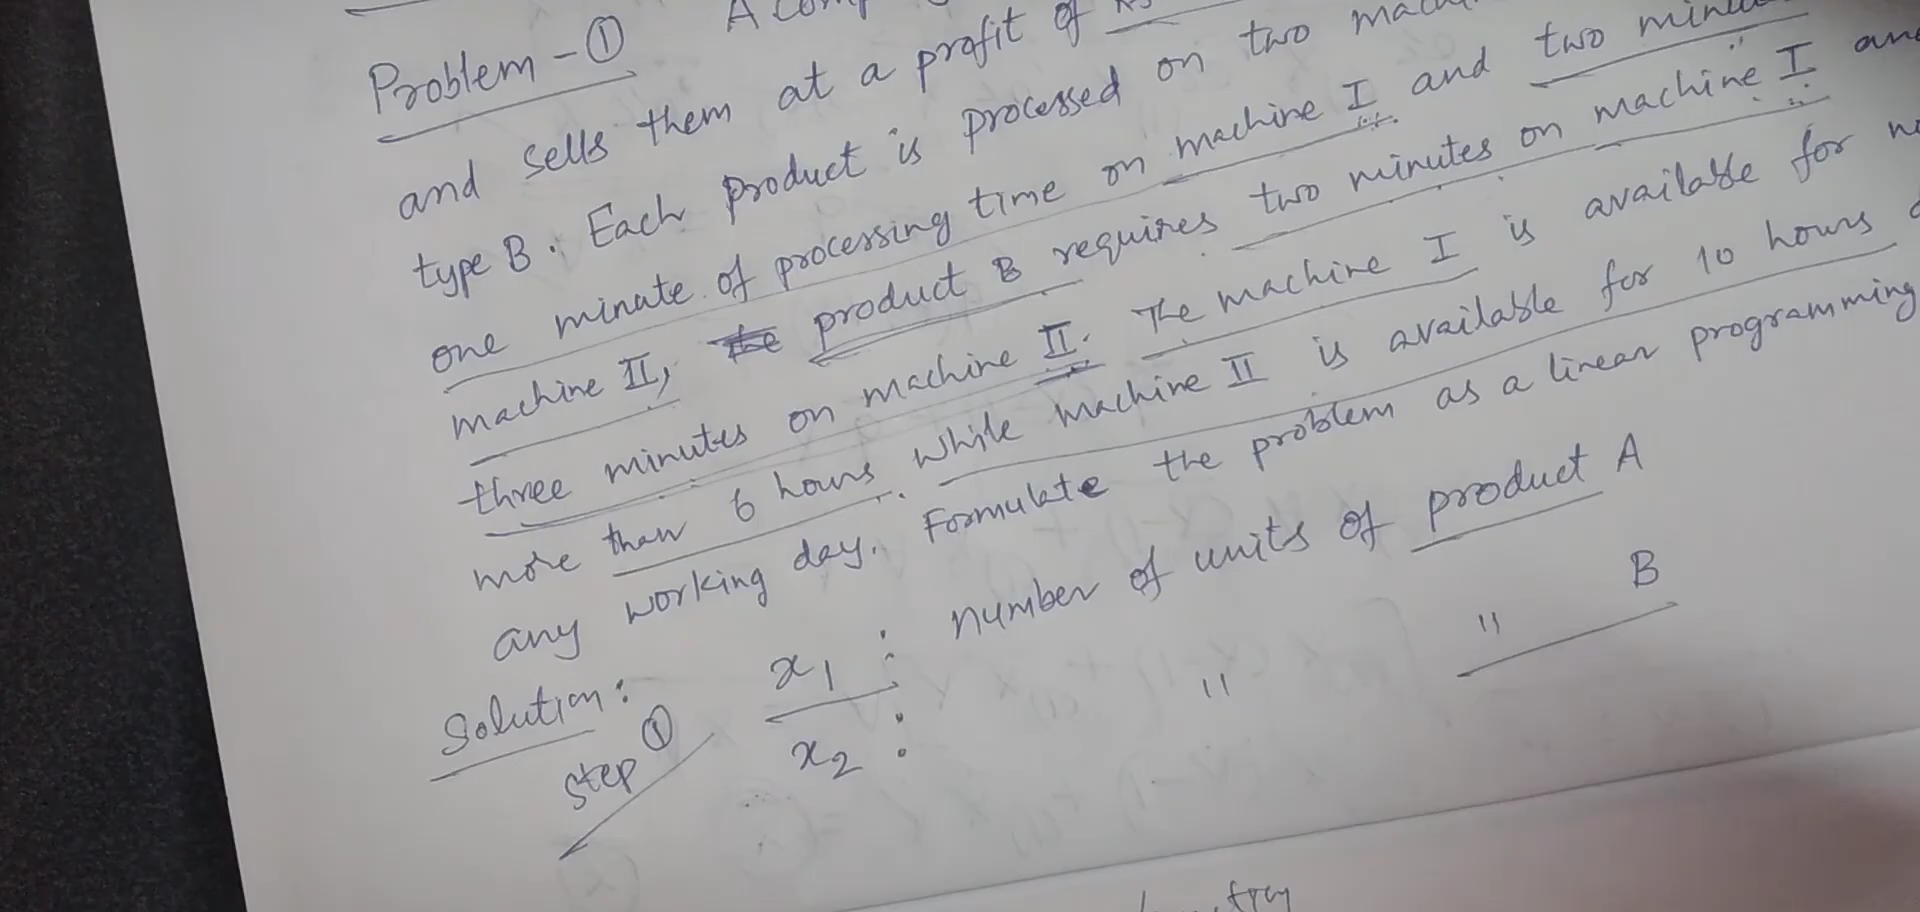 Problem - ① A
and sells them at a profit of
type B. Each product is processed on two
one minate of processing time on machine I and two
machine II, the product B requires two minutes on machine I
three minutes on machine II. The machine I is available for
more than 6 hours while machine II is available for 10 hours
any working day. Formulate the problem as a linear programming
Solution:
step ① x1 : number of units of product A
x2 : " " B